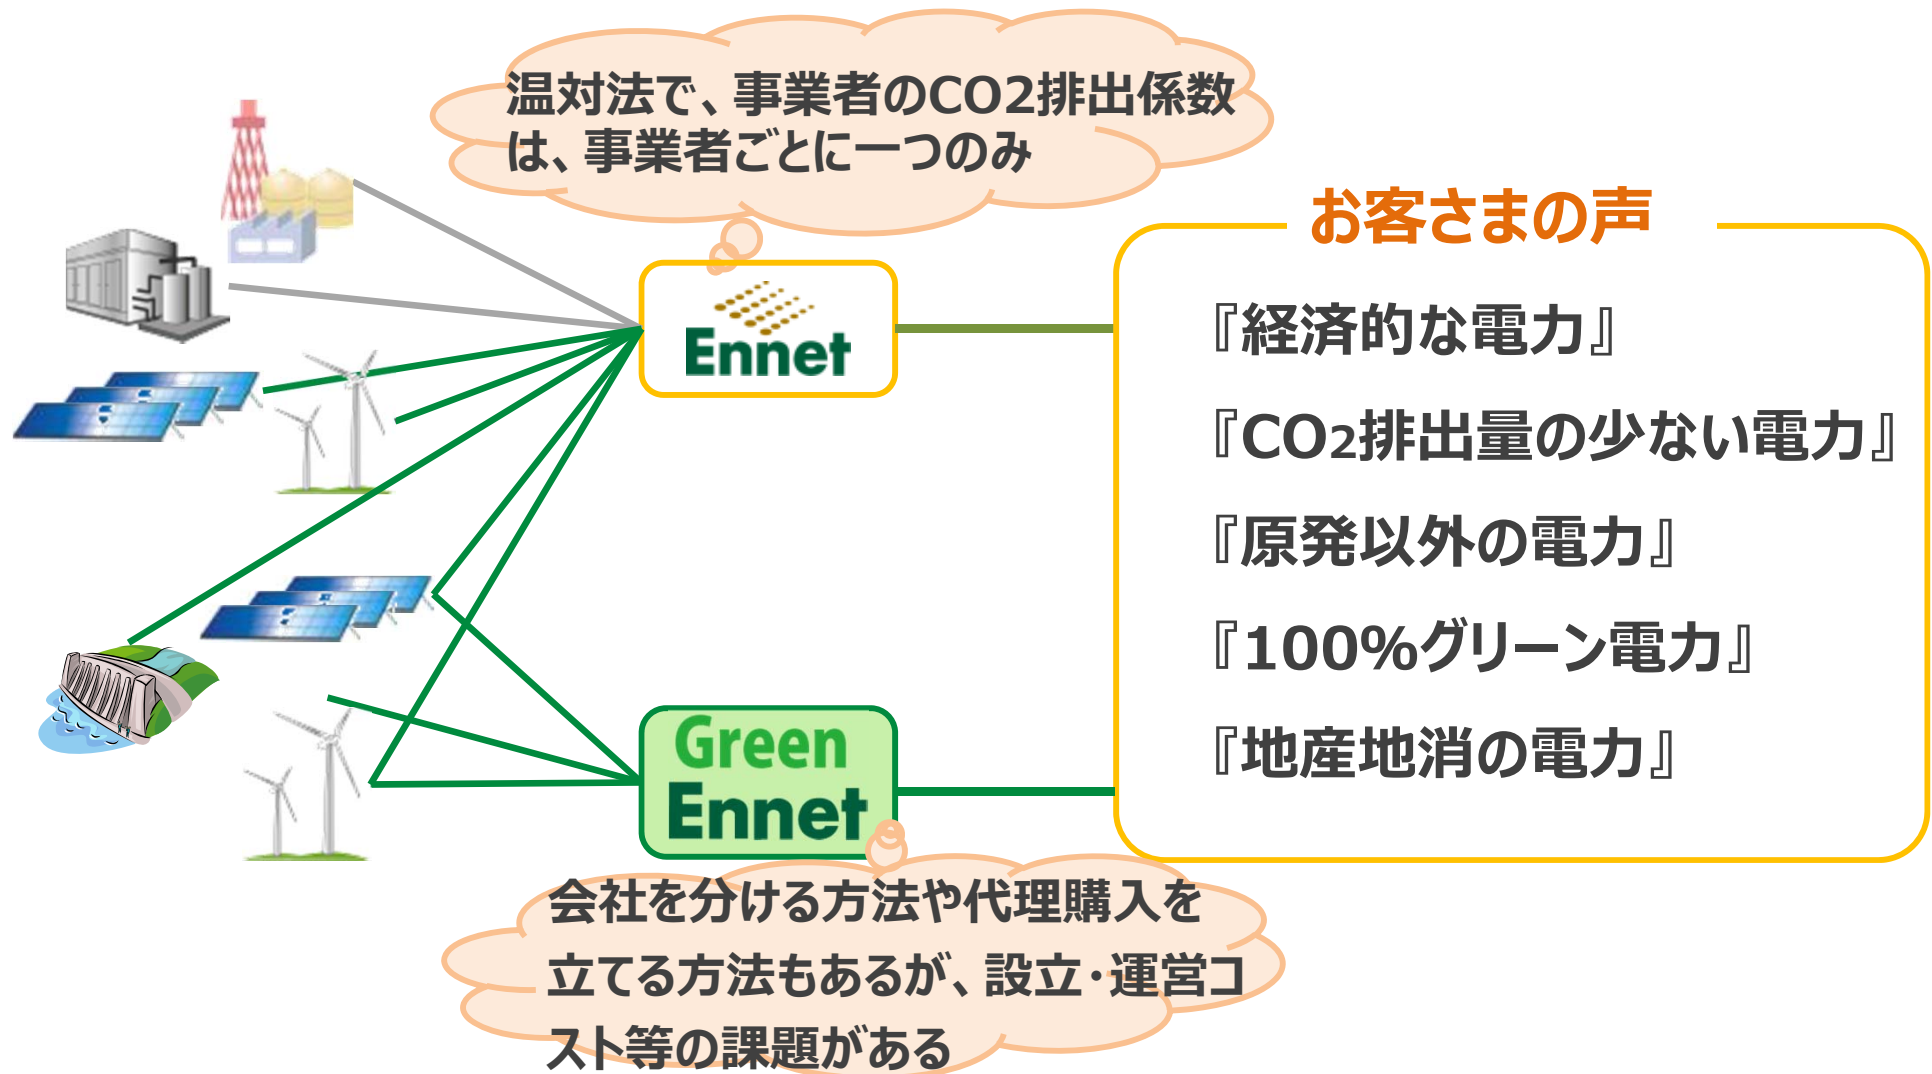 温対法で、事業者のCO2排出係数
は、事業者ごとに一つのみ
お客さまの声
Ennet
『経済的な電力』
『CO2排出量の少ない電力』
『原発以外の電力』
『100%グリーン電力』
『地産地消の電力』
Green
Ennet
会社を分ける方法や代理購入を
立てる方法もあるが、設立・運営コ
スト等の課題がある